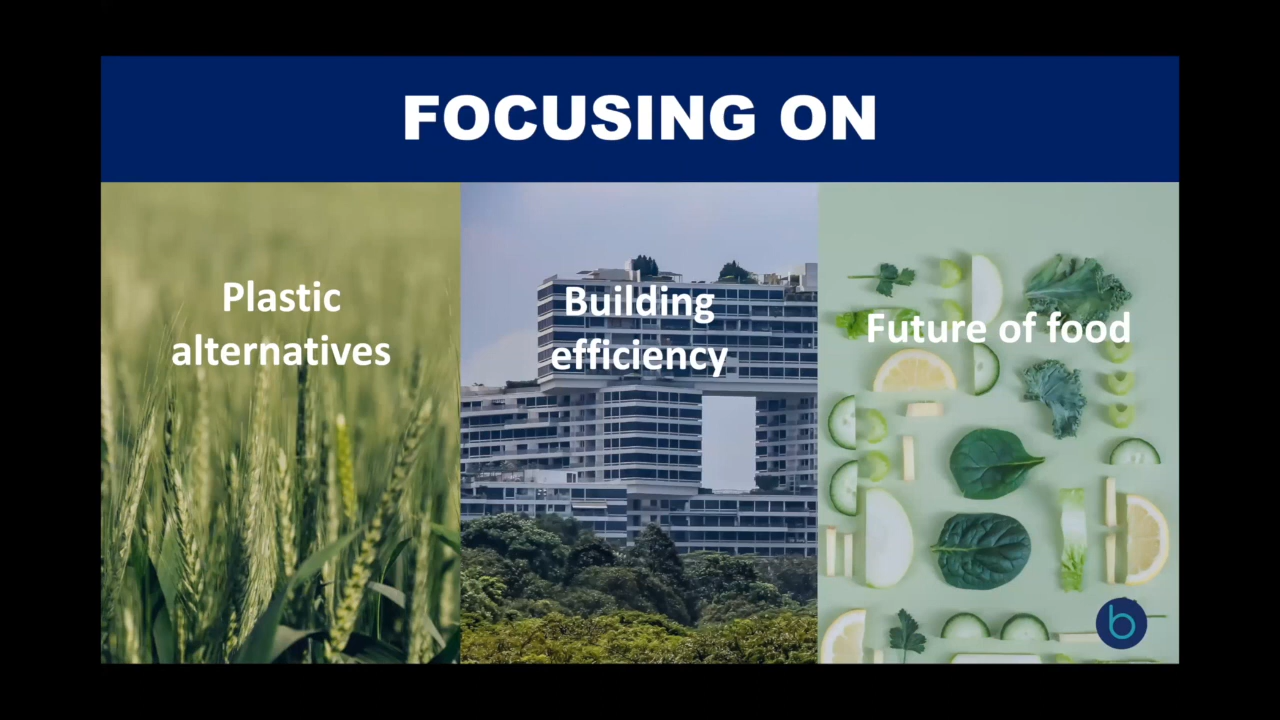 FOCUSING ON
Plastic
alternatives
Building
efficiency
Future of food
b